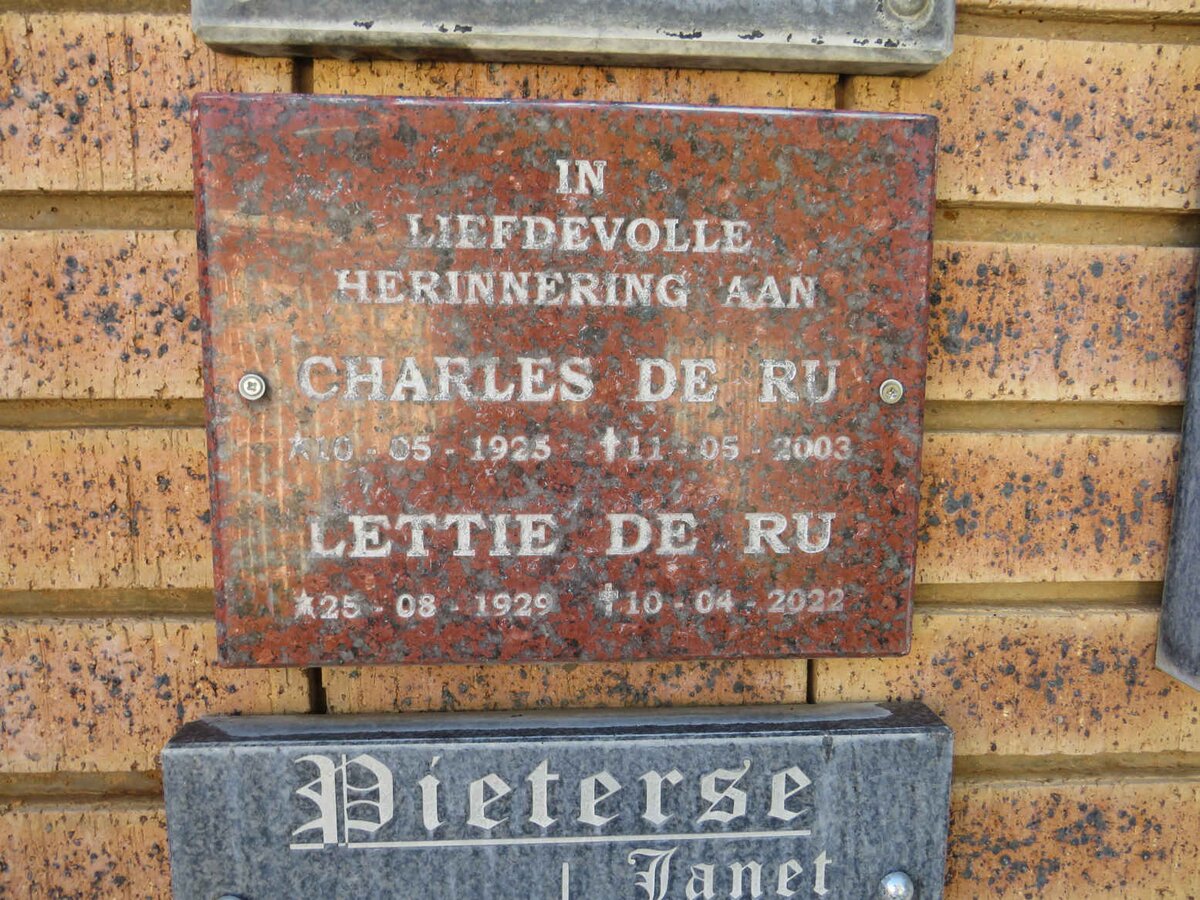 IN
LIEFDEVOLLE
HERINNERING AAN
CHARLES DE RU
★10 - 05 - 1925 ✝11 - 05 - 2003
LETTIE DE RU
★25 - 08 - 1929 ✝10 - 04 - 2022
Pieterse
Janet